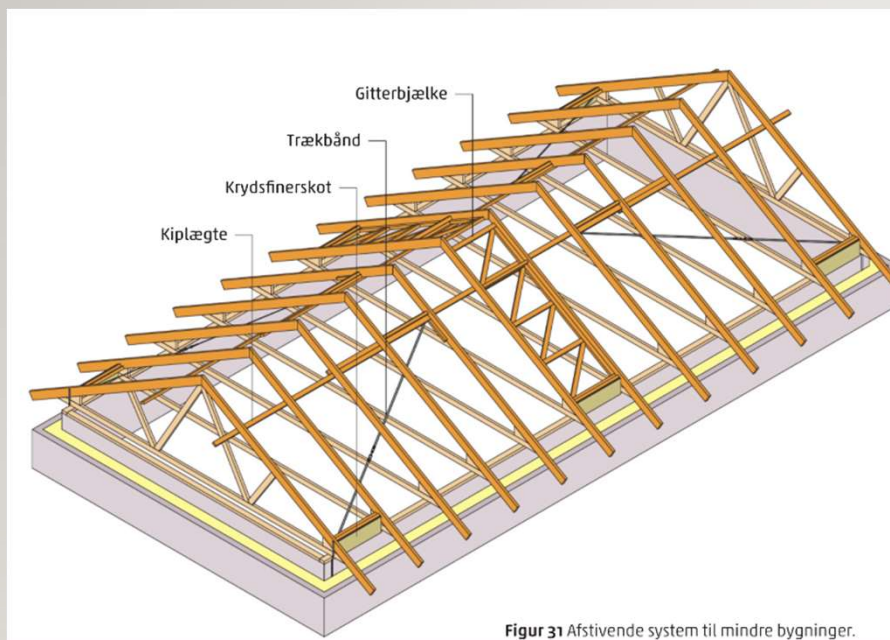 Gitterbjælke
Trækbånd
Krydsfinerskot
Kiplægte
Figur 31 Afstivende system til mindre bygninger.